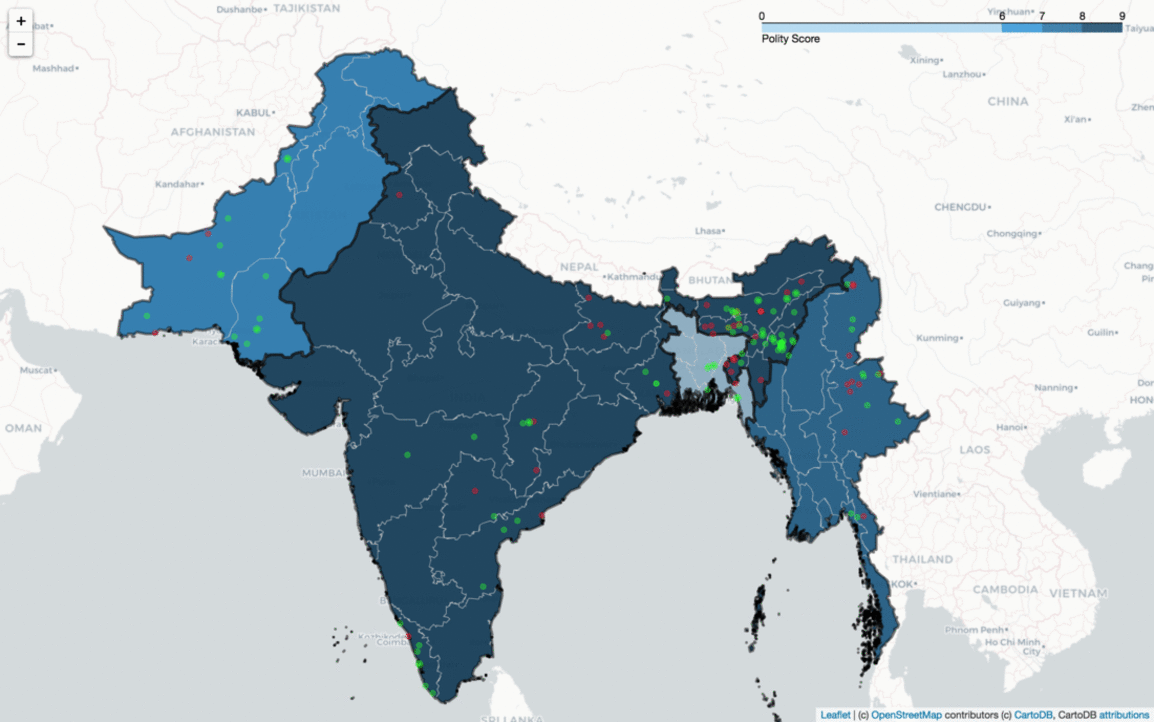 Dushanbe
TAJIKISTAN
+
−
Mashhad
KABUL
AFGHANISTAN
Kandahar
0 6 7 8 9
Polity Score
Yinchuan
Taiyua
Xining
Lanzhou
CHINA
Zhen
Xi'an
CHENGDU
Chongqing
Lhasa
NEPAL
Kathmandu
BHUTAN
Chang
Guiyang
Guilin
Kunming
Karac
Muscat
OMAN
MUMBAI
Nanning
HON
Hanoi
LAOS
Vientiane
THAILAND
KOK
CAMBODIA
VIETNAM
Phnom Penh
Ho Chi Minh
City
Kozhikode
Coimb
SRI LANKA
Leaflet | (c) OpenStreetMap contributors (c) CartoDB, CartoDB attributions